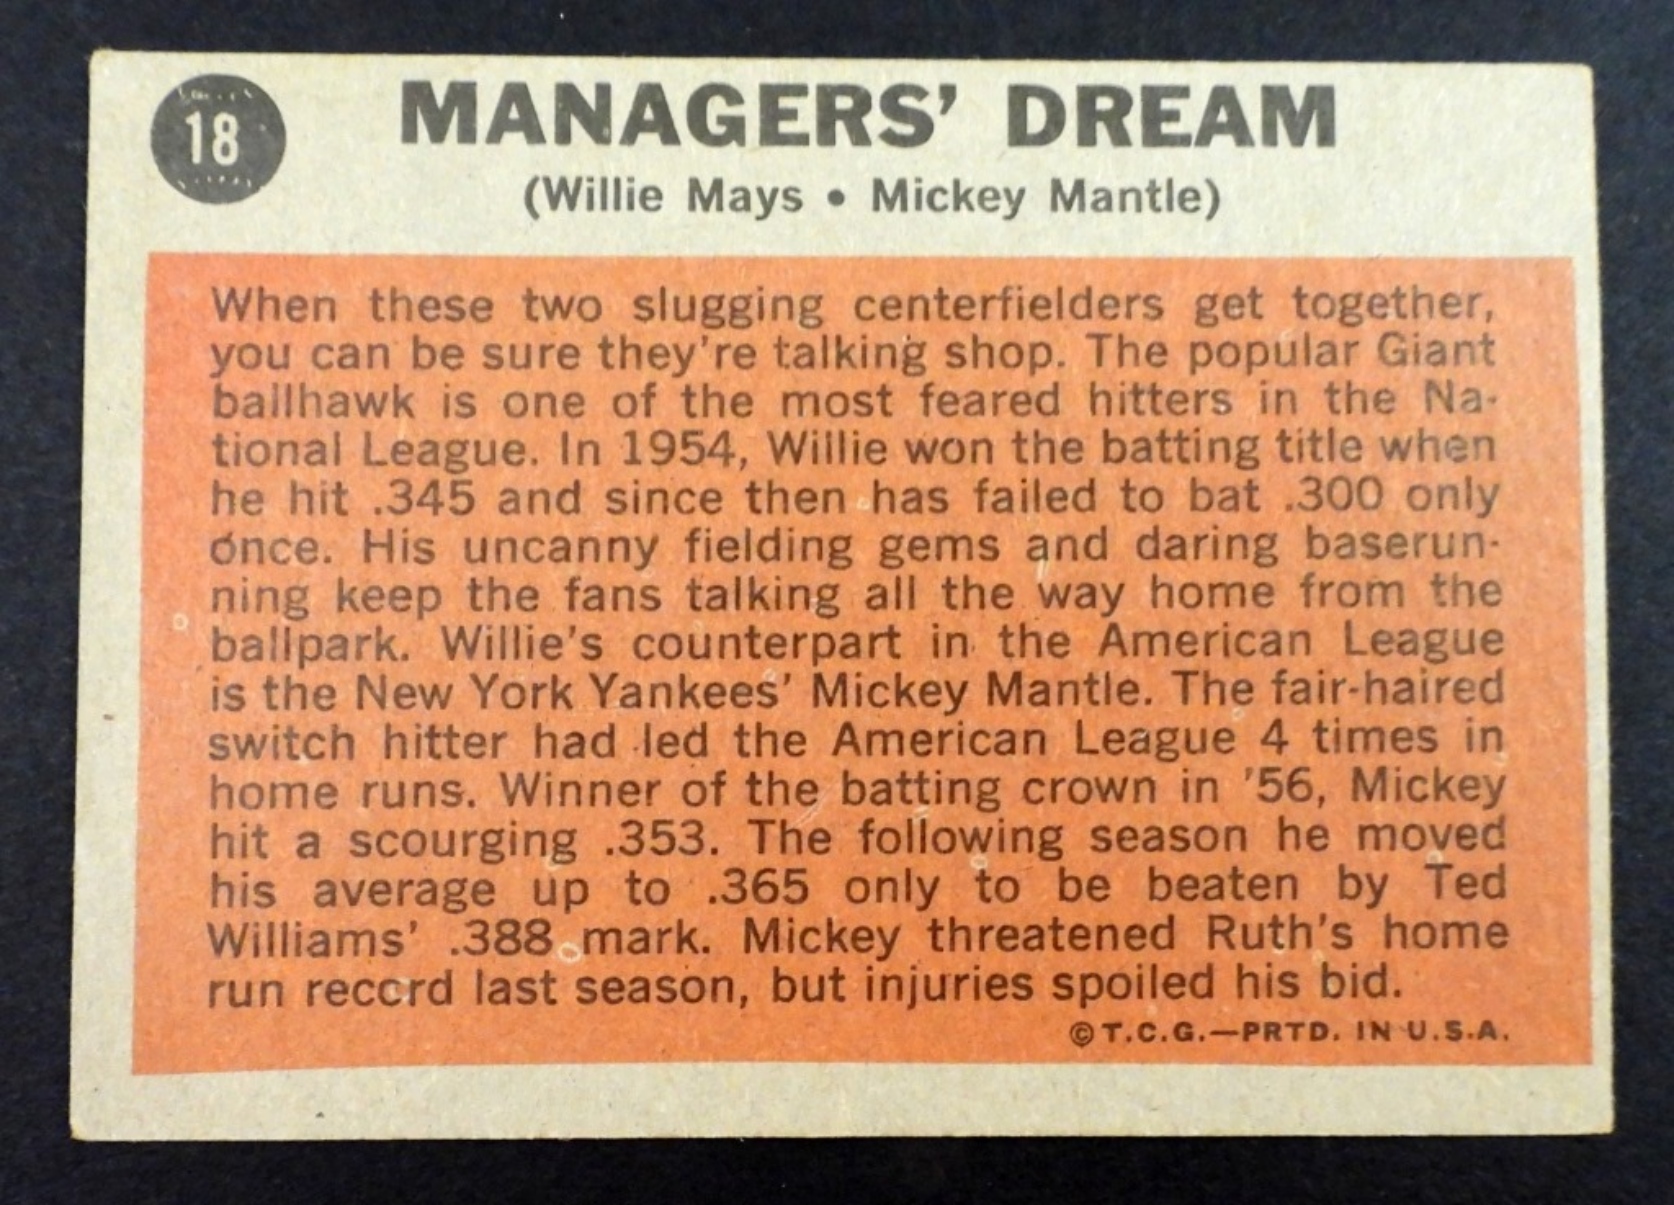 18
MANAGERS' DREAM
(Willie Mays • Mickey Mantle)
When these two slugging centerfielders get together,
you can be sure they're talking shop. The popular Giant
ballhawk is one of the most feared hitters in the Na-
tional League. In 1954, Willie won the batting title when
he hit .345 and since then has failed to bat .300 only
once. His uncanny fielding gems and daring baserun-
ning keep the fans talking all the way home from the
ballpark. Willie's counterpart in the American League
is the New York Yankees' Mickey Mantle. The fair-haired
switch hitter had led the American League 4 times in
home runs. Winner of the batting crown in '56, Mickey
hit a scourging .353. The following season he moved
his average up to .365 only to be beaten by Ted
Williams' .388 mark. Mickey threatened Ruth's home
run record last season, but injuries spoiled his bid.
© T.C.G.—PRTD. IN U.S.A.